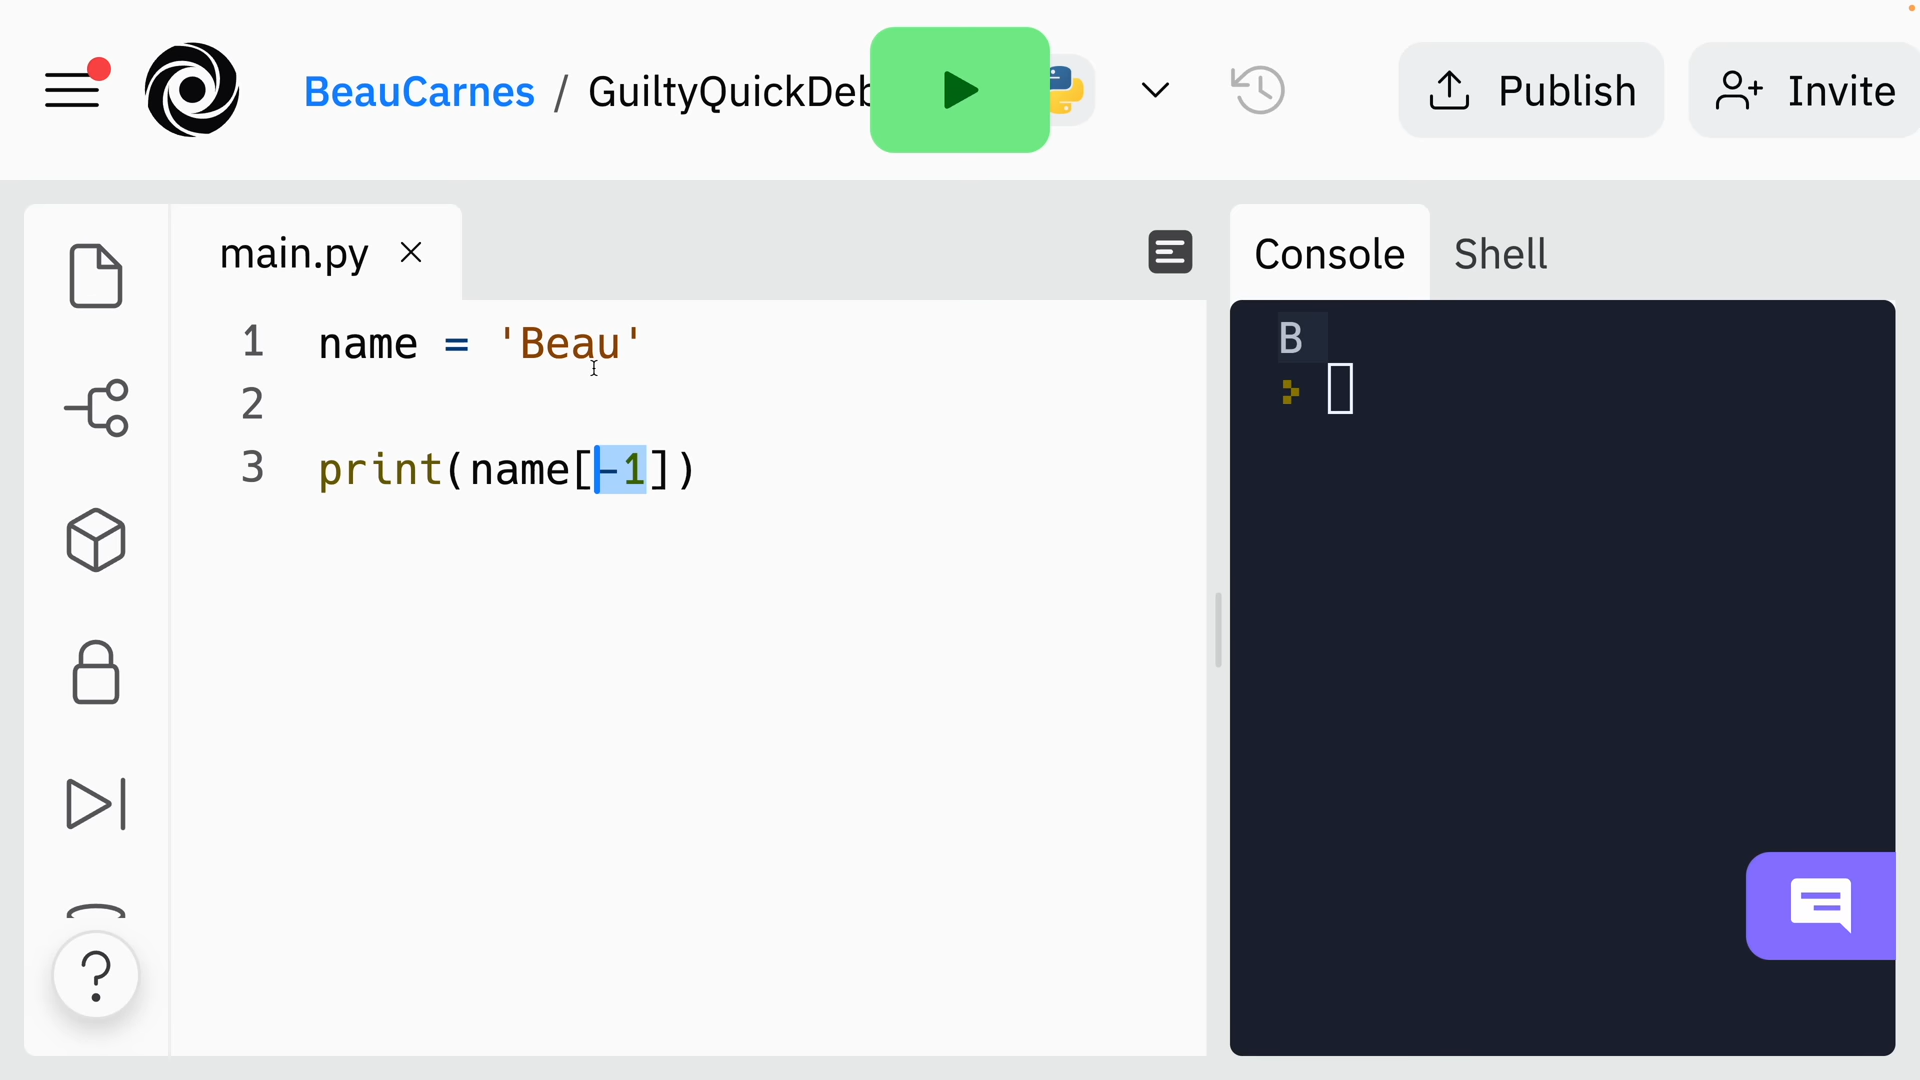 BeauCarnes / GuiltyQuickDeb
Publish
Invite
main.py
Console
Shell
1 name = 'Beau'
2
3 print(name[-1])
B
?